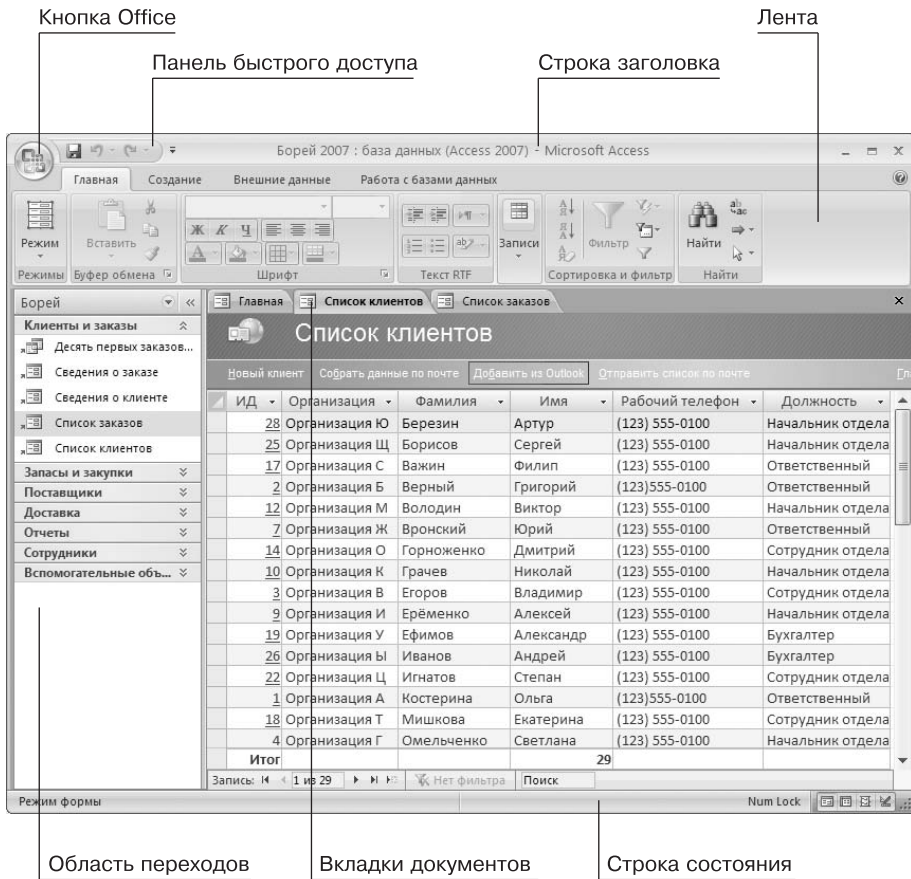 Кнопка Office
Лента
Панель быстрого доступа
Строка заголовка
Борей 2007 : база данных (Access 2007) - Microsoft Access
Главная Создание Внешние данные Работа с базами данных
Режим Вставить Ж К Ч Записи Фильтр Найти
Режимы Буфер обмена Шрифт Текст RTF Сортировка и фильтр Найти
Борей « Главная Список клиентов Список заказов
Клиенты и заказы
Десять первых заказов...
Сведения о заказе
Сведения о клиенте
Список заказов
Список клиентов
Запасы и закупки
Поставщики
Доставка
Отчеты
Сотрудники
Вспомогательные объ...
Список клиентов
Новый клиент Собрать данные по почте Добавить из Outlook Отправить список по почте Гл
ИД Организация Фамилия Имя Рабочий телефон Должность
28 Организация Ю Березин Артур (123) 555-0100 Начальник отдела
25 Организация Щ Борисов Сергей (123) 555-0100 Начальник отдела
17 Организация С Важин Филип (123) 555-0100 Ответственный
2 Организация Б Верный Григорий (123)555-0100 Ответственный
12 Организация М Володин Виктор (123) 555-0100 Начальник отдела
7 Организация Ж Вронский Юрий (123) 555-0100 Ответственный
14 Организация О Горноженко Дмитрий (123) 555-0100 Сотрудник отдела
10 Организация К Грачев Николай (123) 555-0100 Начальник отдела
3 Организация В Егоров Владимир (123) 555-0100 Сотрудник отдела
9 Организация И Ерёменко Алексей (123) 555-0100 Начальник отдела
19 Организация У Ефимов Александр (123) 555-0100 Бухгалтер
26 Организация Ы Иванов Андрей (123) 555-0100 Бухгалтер
22 Организация Ц Игнатов Степан (123) 555-0100 Сотрудник отдела
1 Организация А Костерина Ольга (123)555-0100 Ответственный
18 Организация Т Мишкова Екатерина (123) 555-0100 Сотрудник отдела
4 Организация Г Омельченко Светлана (123) 555-0100 Начальник отдела
Итог 29
Запись: 1 из 29 Нет фильтра Поиск
Режим формы Num Lock
Область переходов Вкладки документов Строка состояния